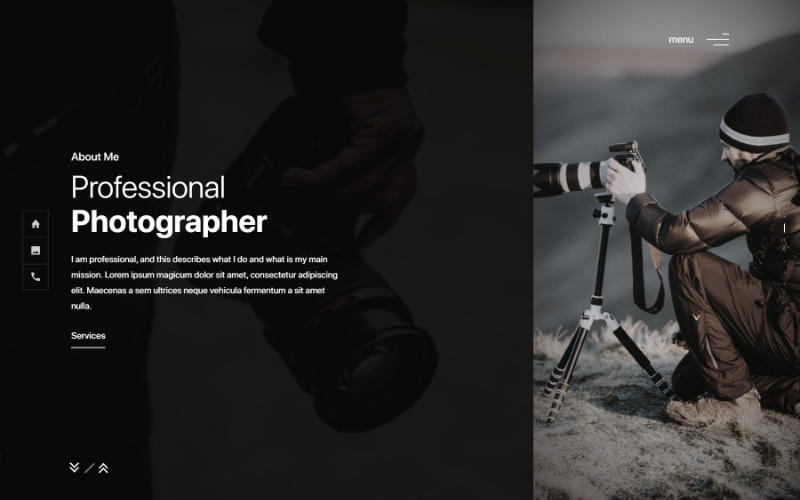 menu
About Me
Professional
Photographer
I am professional, and this describes what I do and what is my main
mission. Lorem ipsum magicum dolor sit amet, consectetur adipiscing
elit. Maecenas a sem ultrices neque vehicula fermentum a sit amet
nulla.
Services